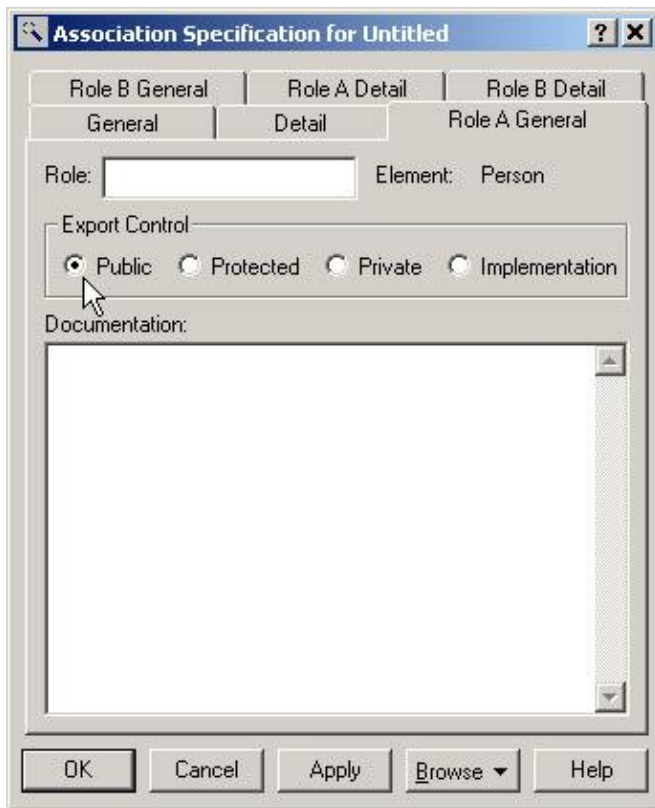 Association Specification for Untitled
Role B General Role A Detail Role B Detail
General Detail Role A General
Role: Element: Person
Export Control
Public Protected Private Implementation
Documentation:
OK Cancel Apply Browse Help